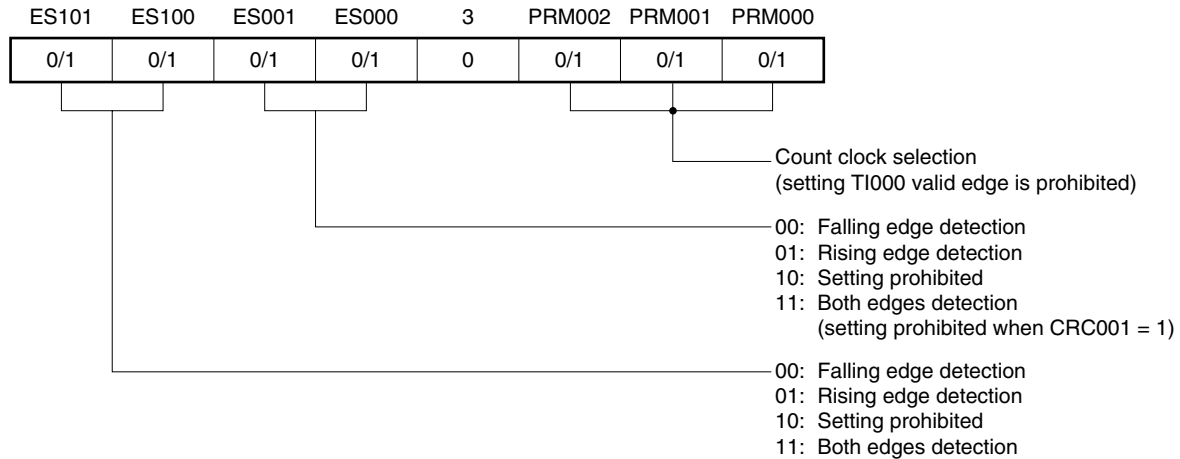 ES101 ES100 ES001 ES000 3 PRM002 PRM001 PRM000
0/1 0/1 0/1 0/1 0 0/1 0/1 0/1
Count clock selection
(setting TI000 valid edge is prohibited)
00: Falling edge detection
01: Rising edge detection
10: Setting prohibited
11: Both edges detection
(setting prohibited when CRC001 = 1)
00: Falling edge detection
01: Rising edge detection
10: Setting prohibited
11: Both edges detection